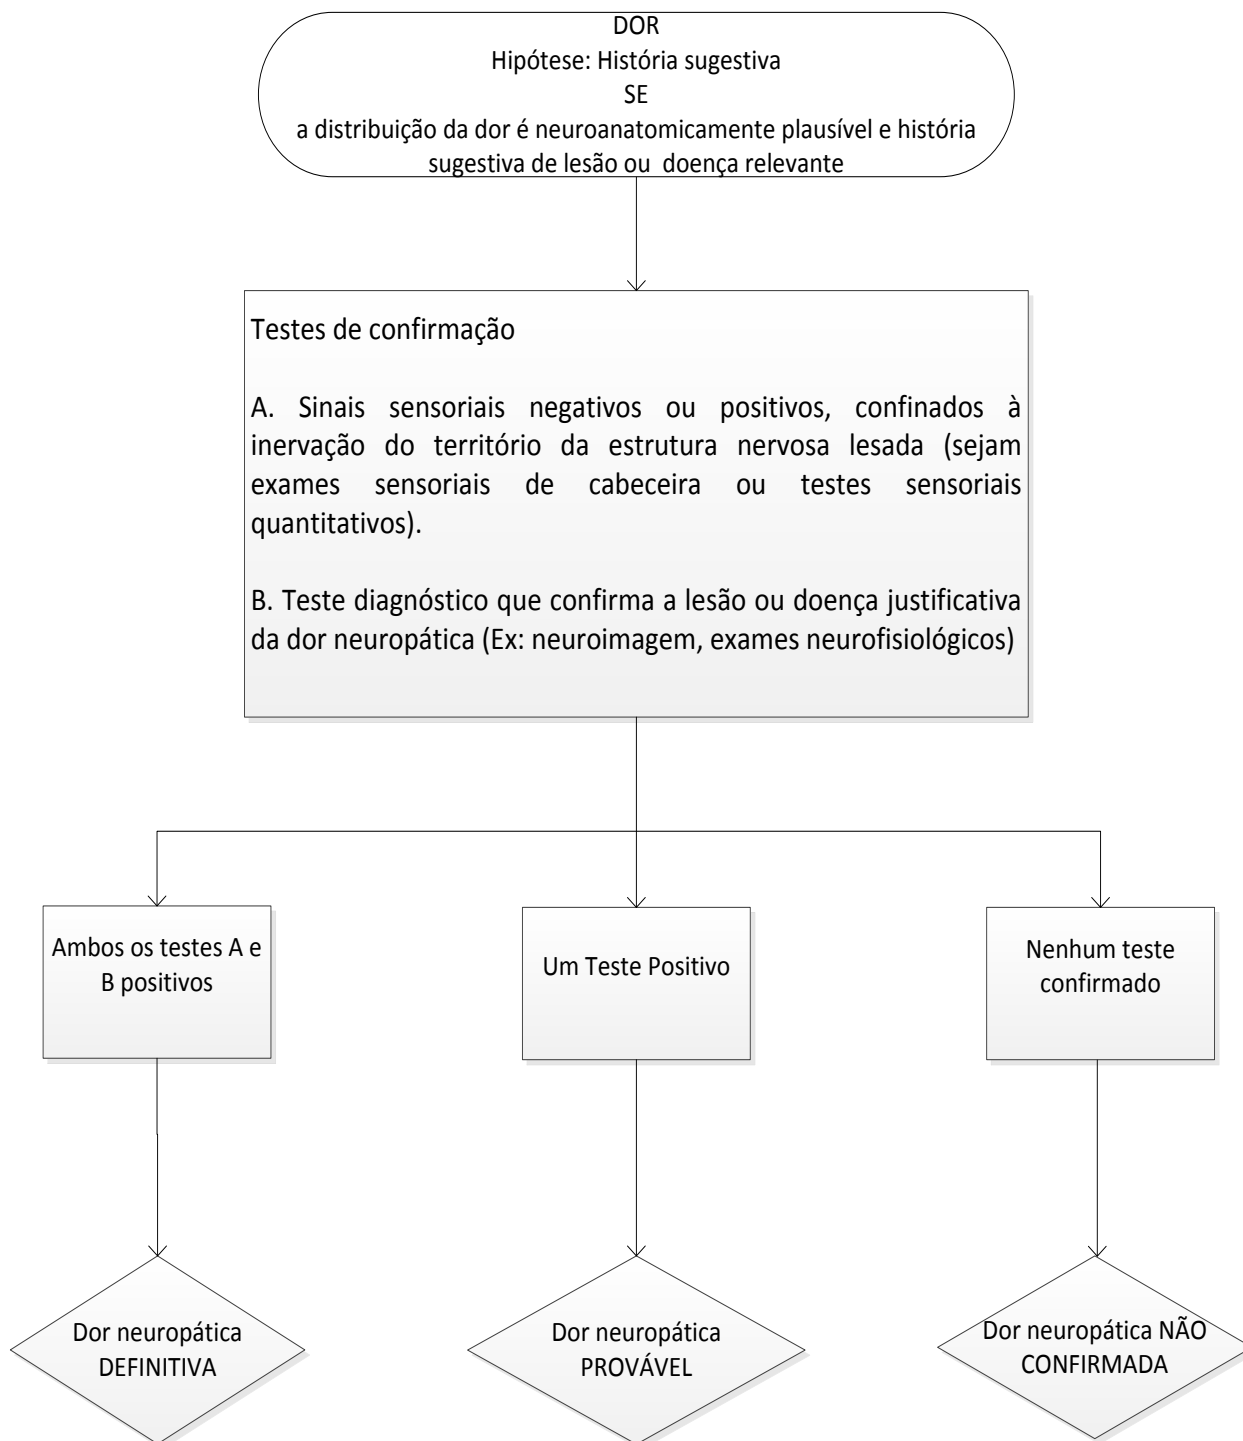 DOR
Hipótese: História sugestiva
SE
a distribuição da dor é neuroanatomicamente plausível e história
sugestiva de lesão ou doença relevante
Testes de confirmação
A. Sinais sensoriais negativos ou positivos, confinados à
inervação do território da estrutura nervosa lesada (sejam
exames sensoriais de cabeceira ou testes sensoriais
quantitativos).
B. Teste diagnóstico que confirma a lesão ou doença justificativa
da dor neuropática (Ex: neuroimagem, exames neurofisiológicos)
Ambos os testes A e
B positivos
Um Teste Positivo
Nenhum teste
confirmado
Dor neuropática
DEFINITIVA
Dor neuropática
PROVÁVEL
Dor neuropática NÃO
CONFIRMADA